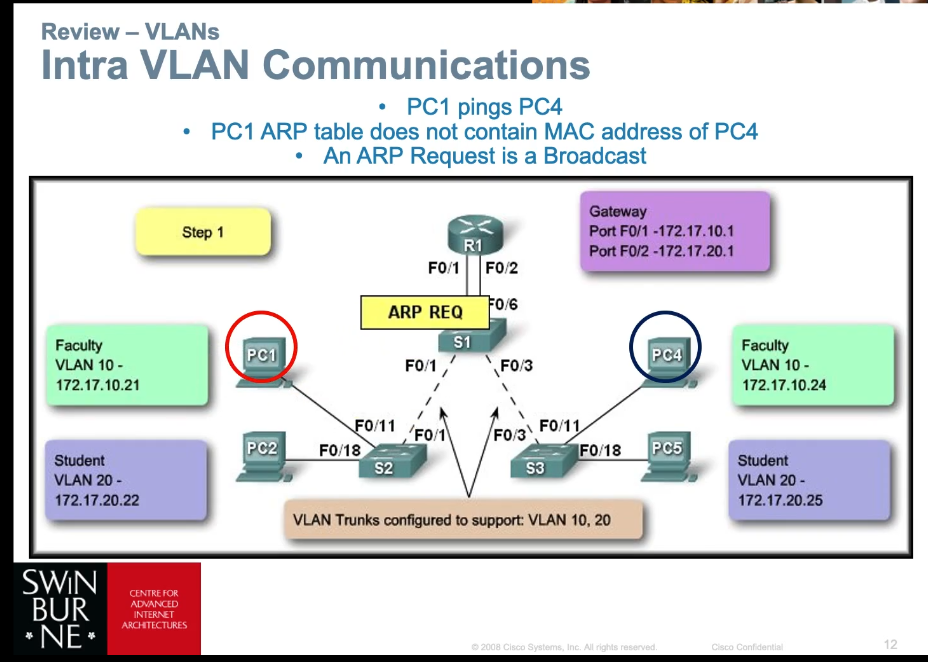 Review – VLANs
Intra VLAN Communications
• PC1 pings PC4
• PC1 ARP table does not contain MAC address of PC4
• An ARP Request is a Broadcast
Step 1
R1
Gateway
Port F0/1 -172.17.10.1
Port F0/2 -172.17.20.1
F0/1
F0/2
ARP REQ
F0/6
S1
Faculty
VLAN 10 -
172.17.10.21
PC1
F0/1
F0/3
PC4
Faculty
VLAN 10 -
172.17.10.24
F0/11
F0/1
F0/3
F0/11
PC2
F0/18
S2
S3
F0/18
PC5
Student
VLAN 20 -
172.17.20.22
Student
VLAN 20 -
172.17.20.25
VLAN Trunks configured to support: VLAN 10, 20
SWIN
BUR
* NE *
CENTRE FOR
ADVANCED
INTERNET
ARCHITECTURES
© 2008 Cisco Systems, Inc. All rights reserved.
Cisco Confidential
12